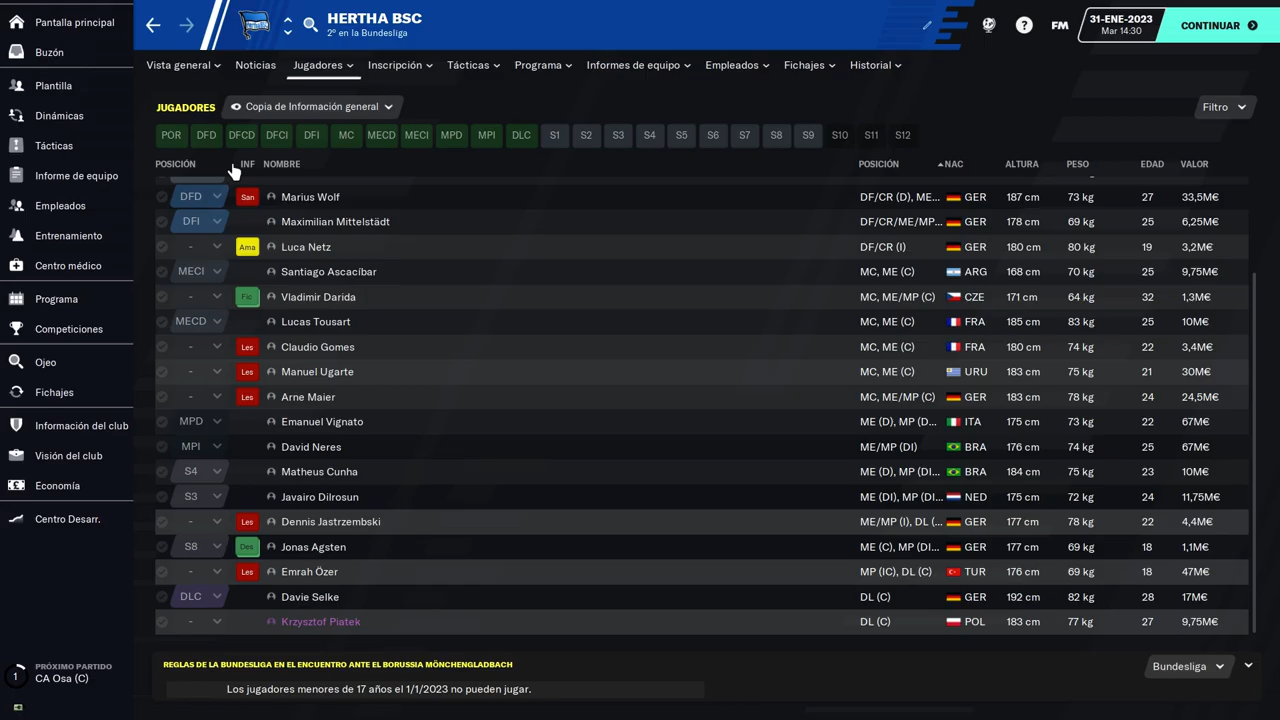 Pantalla principal
Buzón
Plantilla
Dinámicas
Tácticas
Informe de equipo
Empleados
Entrenamiento
Centro médico
Programa
Competiciones
Ojeo
Fichajes
Información del club
Visión del club
Economía
Centro Desarr.
1 PRÓXIMO PARTIDO
CA Osa (C)
HERTHA BSC
2º en la Bundesliga
FM
31-ENE-2023
Mar 14:30
CONTINUAR
Vista general Noticias Jugadores Inscripción Tácticas Programa Informes de equipo Empleados Fichajes Historial
JUGADORES Copia de Información general Filtro
POR DFD DFCD DFCI DFI MC MECD MECI MPD MPI DLC S1 S2 S3 S4 S5 S6 S7 S8 S9 S10 S11 S12
POSICIÓN INF NOMBRE POSICIÓN NAC ALTURA PESO EDAD VALOR
DFD San Marius Wolf DF/CR (D), ME... GER 187 cm 73 kg 27 33,5M€
DFI Maximilian Mittelstädt DF/CR/ME/MP... GER 178 cm 69 kg 25 6,25M€
- Ama Luca Netz DF/CR (I) GER 180 cm 80 kg 19 3,2M€
MECI Santiago Ascacíbar MC, ME (C) ARG 168 cm 70 kg 25 9,75M€
- Fic Vladimir Darida MC, ME/MP (C) CZE 171 cm 64 kg 32 1,3M€
MECD Lucas Tousart MC, ME (C) FRA 185 cm 83 kg 25 10M€
- Les Claudio Gomes MC, ME (C) FRA 180 cm 74 kg 22 3,4M€
- Les Manuel Ugarte MC, ME (C) URU 183 cm 75 kg 21 30M€
- Les Arne Maier MC, ME/MP (C) GER 183 cm 78 kg 24 24,5M€
MPD Emanuel Vignato ME (D), MP (D... ITA 175 cm 73 kg 22 67M€
MPI David Neres ME/MP (DI) BRA 176 cm 74 kg 25 67M€
S4 Matheus Cunha ME (D), MP (DI... BRA 184 cm 75 kg 23 10M€
S3 Javairo Dilrosun ME (DI), MP (DI... NED 175 cm 72 kg 24 11,75M€
- Les Dennis Jastrzembski ME/MP (I), DL (... GER 177 cm 78 kg 22 4,4M€
S8 Des Jonas Agsten ME (C), MP (DI... GER 177 cm 69 kg 18 1,1M€
- Les Emrah Özer MP (IC), DL (C) TUR 176 cm 69 kg 18 47M€
DLC Davie Selke DL (C) GER 192 cm 82 kg 28 17M€
- Krzysztof Piatek DL (C) POL 183 cm 77 kg 27 9,75M€
REGLAS DE LA BUNDESLIGA EN EL ENCUENTRO ANTE EL BORUSSIA MÖNCHENGLADBACH
Bundesliga
Los jugadores menores de 17 años el 1/1/2023 no pueden jugar.